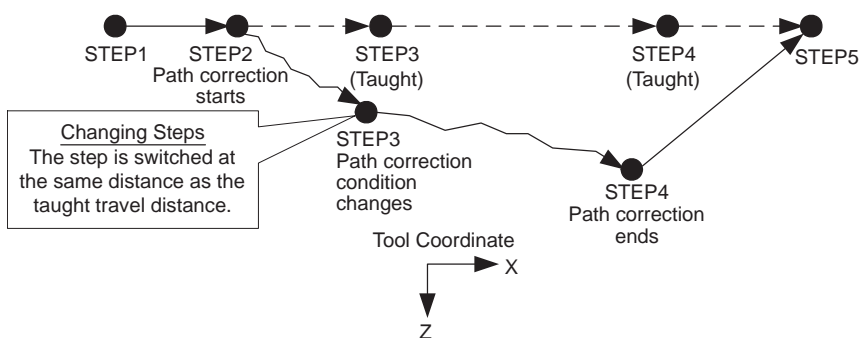 STEP1
STEP2
Path correction
starts
STEP3
(Taught)
STEP4
(Taught)
STEP5
Changing Steps
The step is switched at
the same distance as the
taught travel distance.
STEP3
Path correction
condition
changes
STEP4
Path correction
ends
Tool Coordinate
X
Z